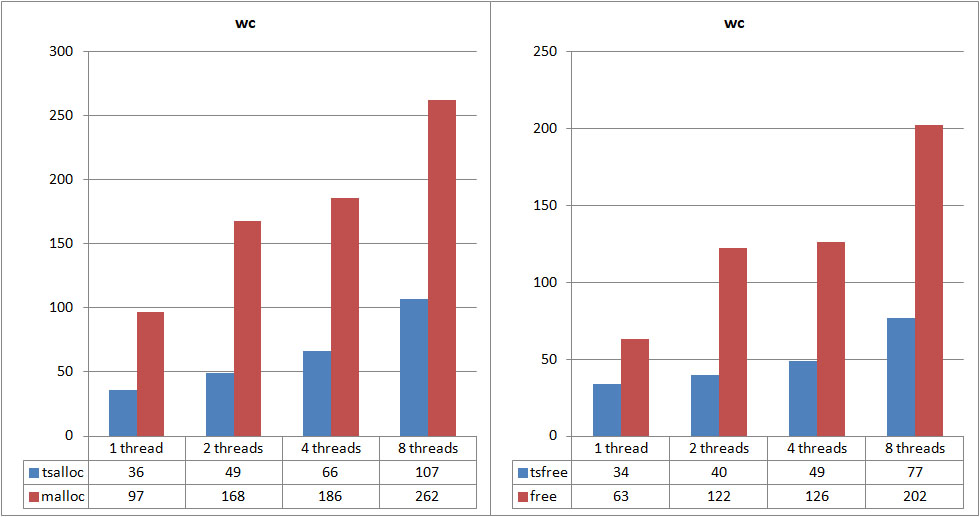 wc
300
250
200
150
100
50
0
1 thread 2 threads 4 threads 8 threads
tsalloc 36 49 66 107
malloc 97 168 186 262
wc
250
200
150
100
50
0
1 thread 2 threads 4 threads 8 threads
tsfree 34 40 49 77
free 63 122 126 202